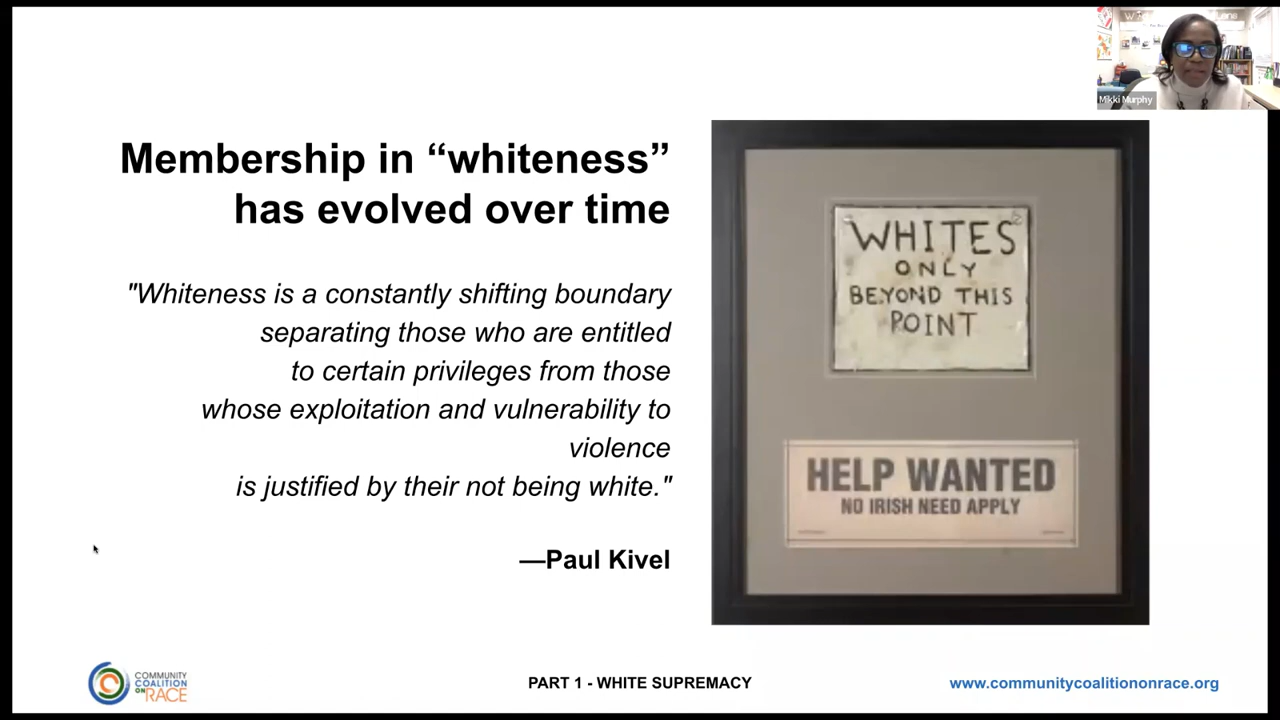 Mikki Murphy
Membership in “whiteness”
has evolved over time
"Whiteness is a constantly shifting boundary
separating those who are entitled
to certain privileges from those
whose exploitation and vulnerability to
violence
is justified by their not being white."
—Paul Kivel
WHITES
ONLY
BEYOND THIS
POINT
HELP WANTED
NO IRISH NEED APPLY
COMMUNITY
COALITION
ON RACE
PART 1 - WHITE SUPREMACY
www.communitycoalitiononrace.org